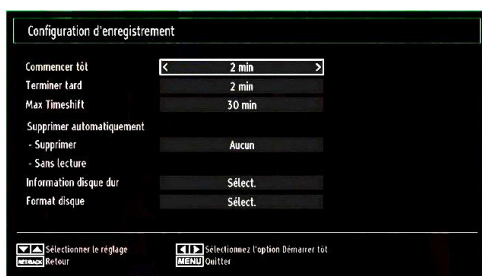 Configuration d'enregistrement
Commencer tôt < 2 min >
Terminer tard 2 min
Max Timeshift 30 min
Supprimer automatiquement
- Supprimer Aucun
- Sans lecture
Information disque dur Sélect.
Format disque Sélect.
Sélectionner le réglage Sélectionnez l'option Démarrer tôt
Retour MENU Quitter